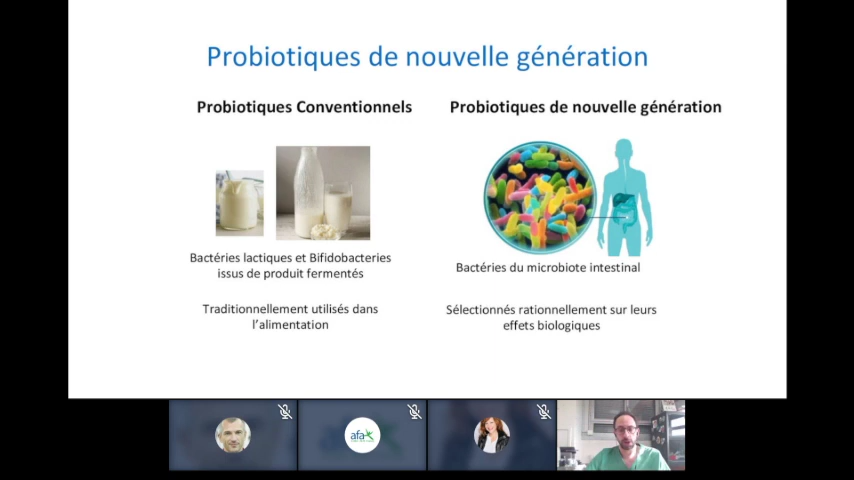 Probiotiques de nouvelle génération
Probiotiques Conventionnels
Probiotiques de nouvelle génération
Bactéries lactiques et Bifidobacteries
issus de produit fermentés
Bactéries du microbiote intestinal
Traditionnellement utilisés dans
l'alimentation
Sélectionnés rationnellement sur leurs
effets biologiques
afa